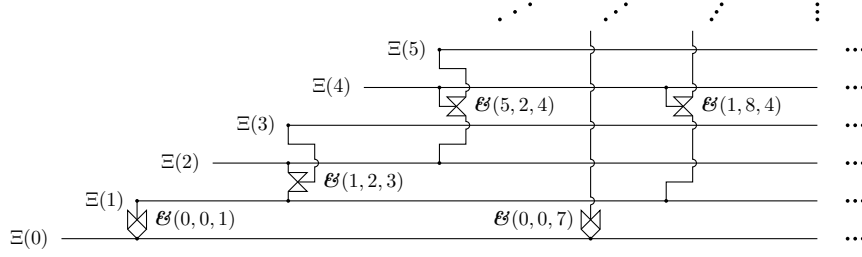 Ξ(5)
Ξ(4)
&(5, 2, 4)
&(1, 8, 4)
Ξ(3)
Ξ(2)
&(1, 2, 3)
Ξ(1)
&(0, 0, 1)
&(0, 0, 7)
Ξ(0)